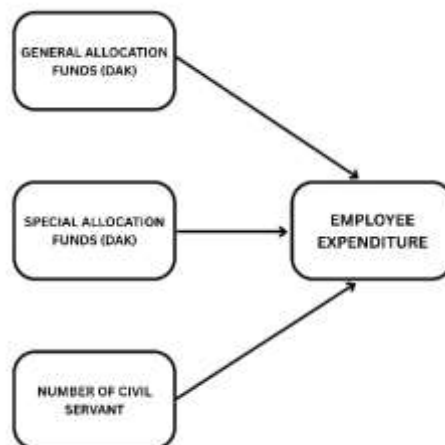 GENERAL ALLOCATION
FUNDS (DAK)
SPECIAL ALLOCATION
FUNDS (DAK)
EMPLOYEE
EXPENDITURE
NUMBER OF CIVIL
SERVANT